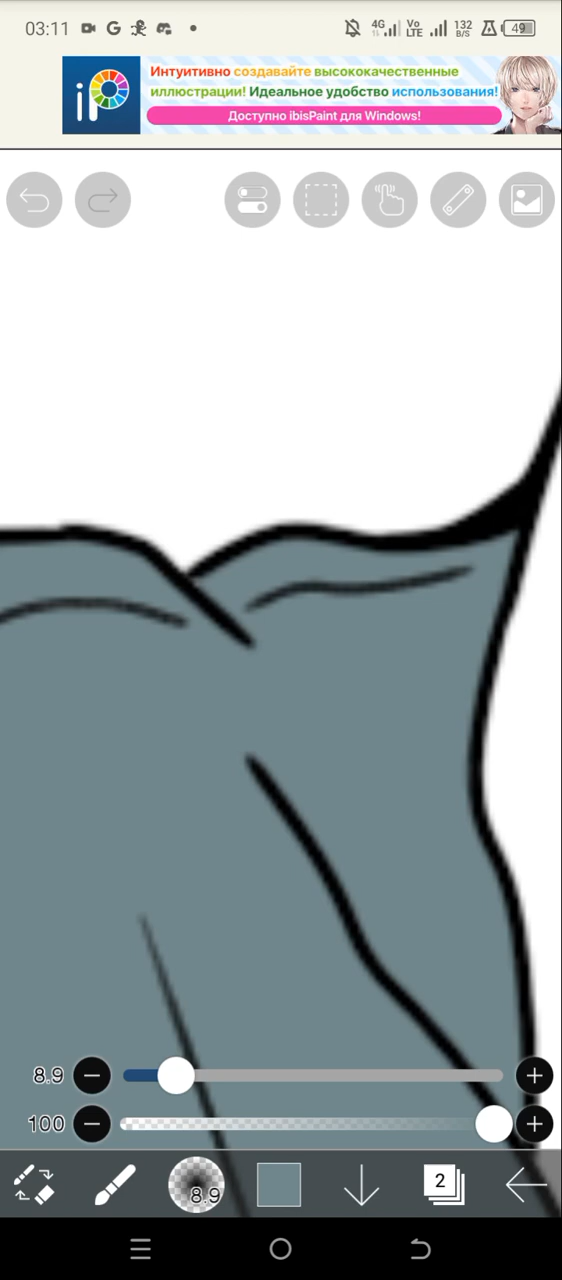 03:11 G 4G Vo LTE 132 B/S 49
iP Интуитивно создавайте высококачественные
иллюстрации! Идеальное удобство использования!
Доступно ibisPaint для Windows!
8.9
100
8.9 2